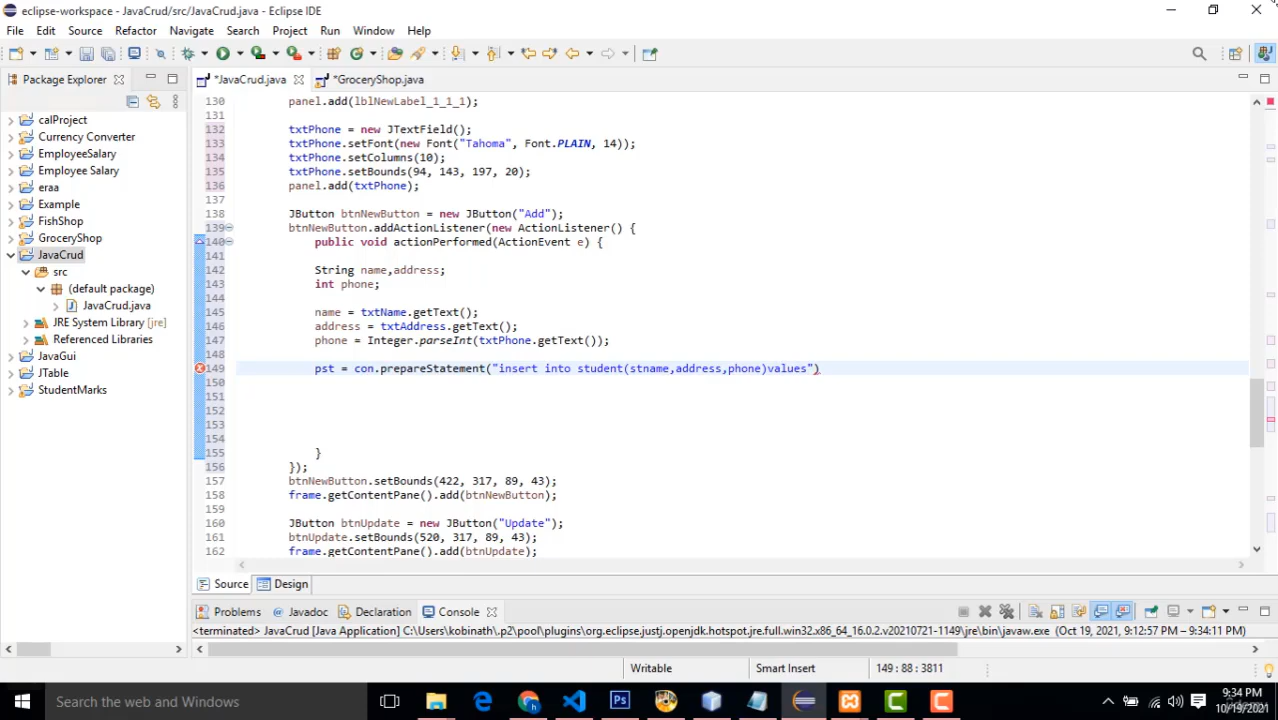 eclipse-workspace - JavaCrud/src/JavaCrud.java - Eclipse IDE
File Edit Source Refactor Navigate Search Project Run Window Help
Package Explorer
*JavaCrud.java
*GroceryShop.java
calProject
Currency Converter
EmployeeSalary
Employee Salary
eraa
Example
FishShop
GroceryShop
JavaCrud
src
(default package)
JavaCrud.java
JRE System Library [jre]
Referenced Libraries
JavaGui
JTable
StudentMarks
130 panel.add(lblNewLabel_1_1_1);
131
132 txtPhone = new JTextField();
133 txtPhone.setFont(new Font("Tahoma", Font.PLAIN, 14));
134 txtPhone.setColumns(10);
135 txtPhone.setBounds(94, 143, 197, 20);
136 panel.add(txtPhone);
137
138 JButton btnNewButton = new JButton("Add");
139 btnNewButton.addActionListener(new ActionListener() {
140 public void actionPerformed(ActionEvent e) {
141
142 String name,address;
143 int phone;
144
145 name = txtName.getText();
146 address = txtAddress.getText();
147 phone = Integer.parseInt(txtPhone.getText());
148
149 pst = con.prepareStatement("insert into student(stname,address,phone)values")
150
151
152
153
154
155 }
156 });
157 btnNewButton.setBounds(422, 317, 89, 43);
158 frame.getContentPane().add(btnNewButton);
159
160 JButton btnUpdate = new JButton("Update");
161 btnUpdate.setBounds(520, 317, 89, 43);
162 frame.getContentPane().add(btnUpdate);
Source Design
Problems Javadoc Declaration Console
<terminated> JavaCrud [Java Application] C:\Users\kobinath\.p2\pool\plugins\org.eclipse.justj.openjdk.hotspot.jre.full.win32.x86_64_16.0.2.v20210721-1149\jre\bin\javaw.exe (Oct 19, 2021, 9:12:57 PM – 9:34:11 PM)
Writable Smart Insert 149 : 88 : 3811
Search the web and Windows
9:34 PM
10/19/2021